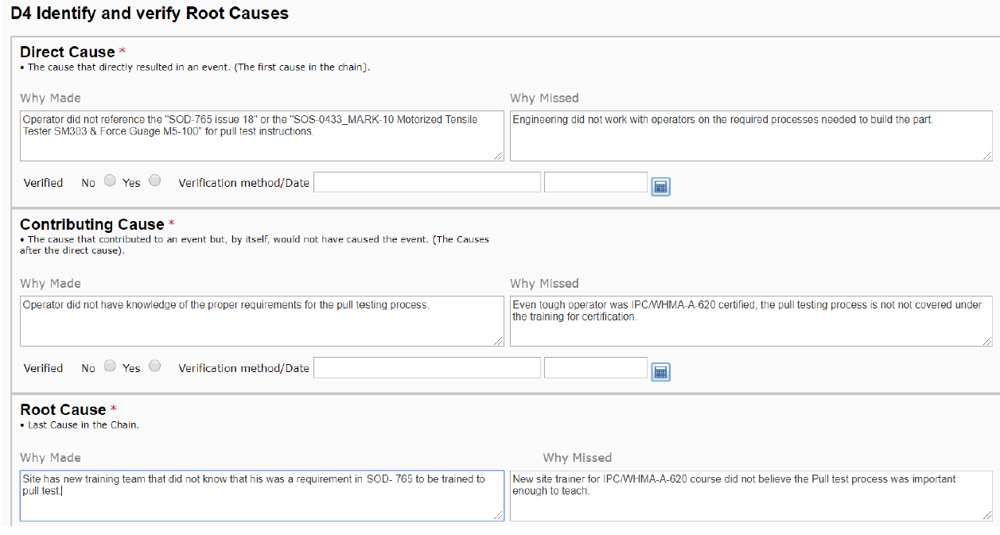 D4 Identify and verify Root Causes
Direct Cause *
• The cause that directly resulted in an event. (The first cause in the chain).
Why Made
Why Missed
Operator did not reference the "SOD-765 issue 18" or the "SOS-0433_MARK-10 Motorized Tensile
Tester SM303 & Force Guage M5-100" for pull test instructions.
Engineering did not work with operators on the required processes needed to build the part.
Verified No Yes Verification method/Date
Contributing Cause *
• The cause that contributed to an event but, by itself, would not have caused the event. (The Causes
after the direct cause).
Why Made
Why Missed
Operator did not have knowledge of the proper requirements for the pull testing process.
Even tough operator was IPC/WHMA-A-620 certified, the pull testing process is not not covered under
the training for certification.
Verified No Yes Verification method/Date
Root Cause *
• Last Cause in the Chain.
Why Made
Why Missed
Site has new training team that did not know that his was a requirement in SOD- 765 to be trained to
pull test.
New site trainer for IPC/WHMA-A-620 course did not believe the Pull test process was important
enough to teach.